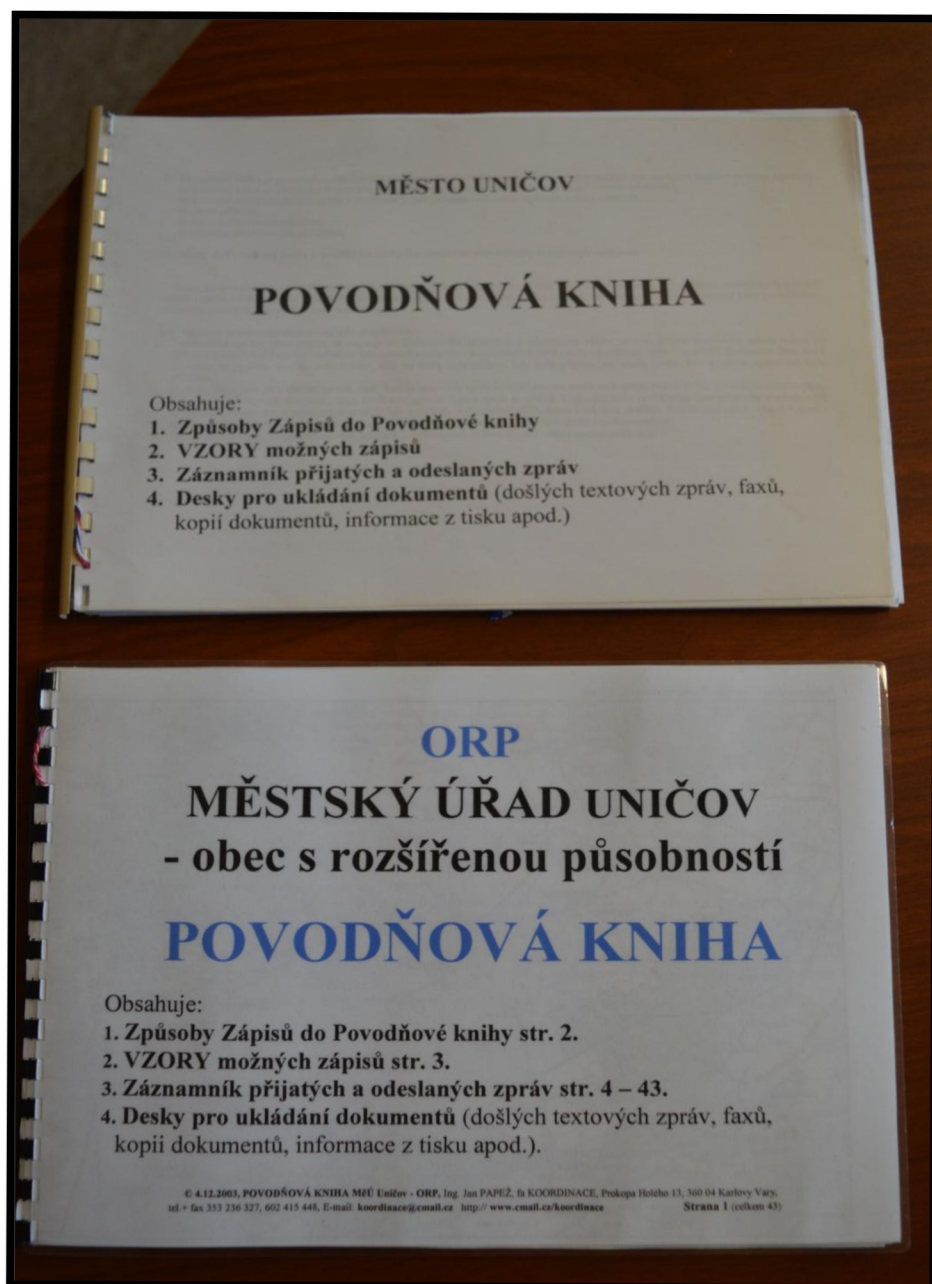 MĚSTO UNIČOV
POVODŇOVÁ KNIHA
Obsahuje:
1. Způsoby Zápisů do Povodňové knihy
2. VZORY možných zápisů
3. Záznamník přijatých a odeslaných zpráv
4. Desky pro ukládání dokumentů (došlých textových zpráv, faxů,
kopií dokumentů, informace z tisku apod.)
ORP
MĚSTSKÝ ÚŘAD UNIČOV
- obec s rozšířenou působností
POVODŇOVÁ KNIHA
Obsahuje:
1. Způsoby Zápisů do Povodňové knihy str. 2.
2. VZORY možných zápisů str. 3.
3. Záznamník přijatých a odeslaných zpráv str. 4 – 43.
4. Desky pro ukládání dokumentů (došlých textových zpráv, faxů,
kopii dokumentů, informace z tisku apod.).
© 4.12.2003, POVODŇOVÁ KNIHA MěÚ Uničov - ORP, Ing. Jan PAPEŽ, fa KOORDINACE, Prokopa Holého 13, 360 04 Karlovy Vary,
tel.+ fax 353 236 327, 602 415 448, E-mail: koordinace@cmail.cz http:// www.cmail.cz/koordinace Strana 1 (celkem 43)